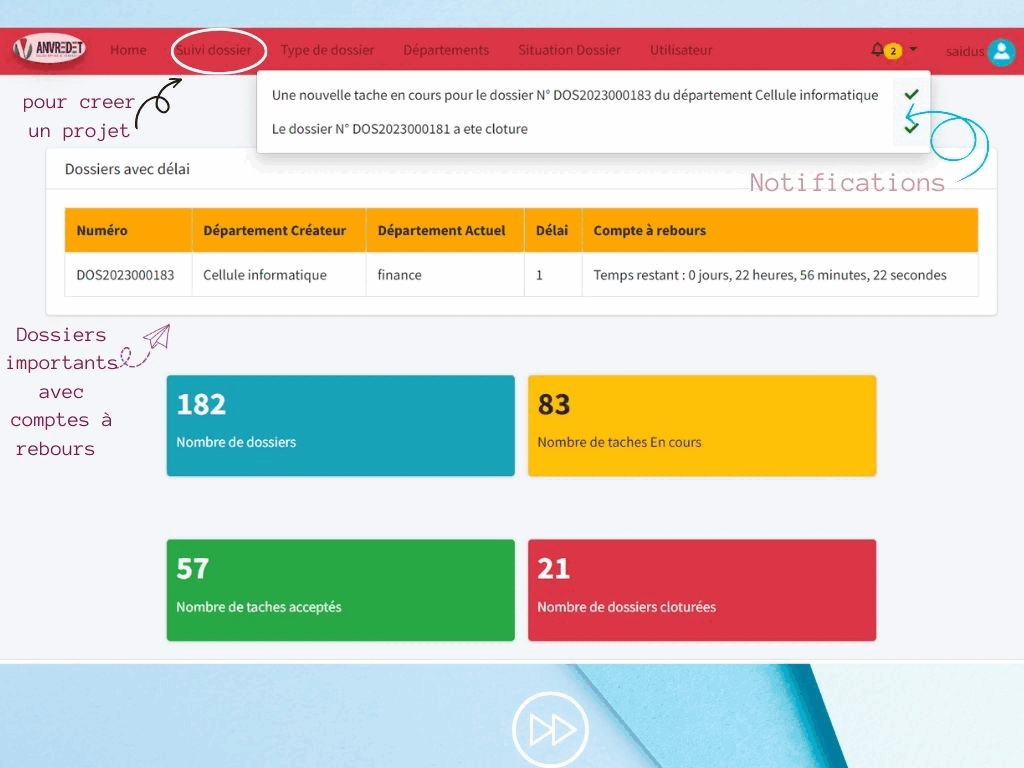 ANVREDET
Home
Suivi dossier
Type de dossier
Départements
Situation Dossier
Utilisateur
2
saidus
pour creer
un projet
Une nouvelle tache en cours pour le dossier N° DOS2023000183 du département Cellule informatique
Le dossier N° DOS2023000181 a ete cloture
Notifications
Dossiers avec délai
Numéro
Département Créateur
Département Actuel
Délai
Compte à rebours
DOS2023000183
Cellule informatique
finance
1
Temps restant : 0 jours, 22 heures, 56 minutes, 22 secondes
Dossiers
importants
avec
comptes à
rebours
182
Nombre de dossiers
83
Nombre de taches En cours
57
Nombre de taches acceptés
21
Nombre de dossiers cloturées